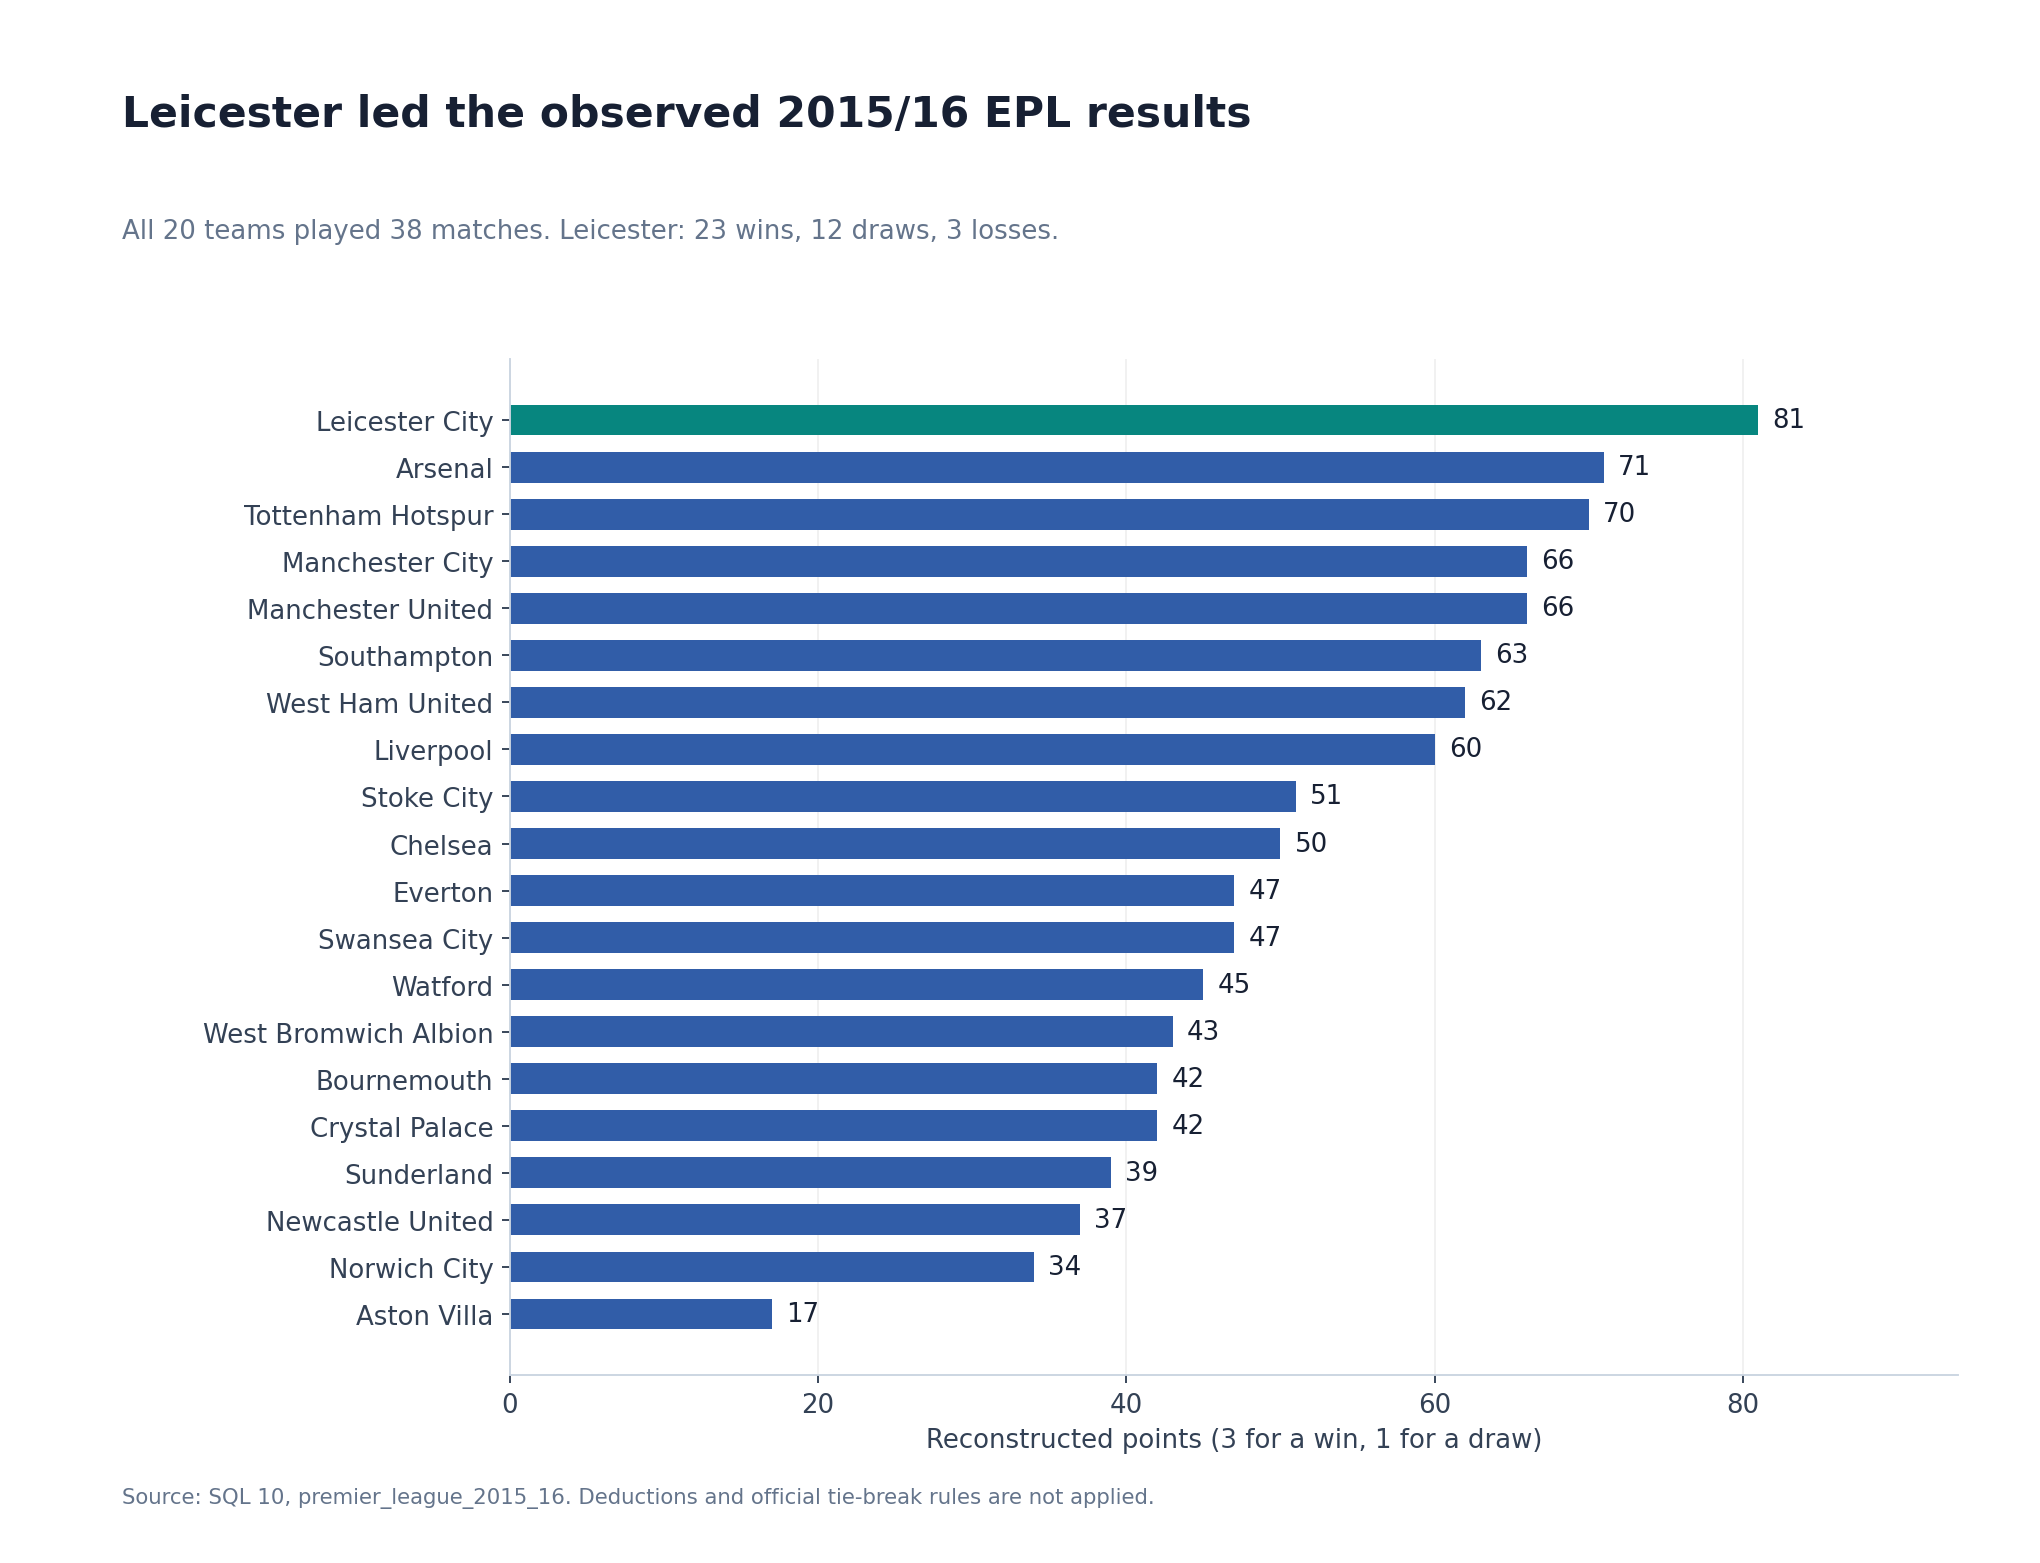 Leicester led the observed 2015/16 EPL results
All 20 teams played 38 matches. Leicester: 23 wins, 12 draws, 3 losses.
Leicester City 81
Arsenal 71
Tottenham Hotspur 70
Manchester City 66
Manchester United 66
Southampton 63
West Ham United 62
Liverpool 60
Stoke City 51
Chelsea 50
Everton 47
Swansea City 47
Watford 45
West Bromwich Albion 43
Bournemouth 42
Crystal Palace 42
Sunderland 39
Newcastle United 37
Norwich City 34
Aston Villa 17
0 20 40 60 80
Reconstructed points (3 for a win, 1 for a draw)
Source: SQL 10, premier_league_2015_16. Deductions and official tie-break rules are not applied.